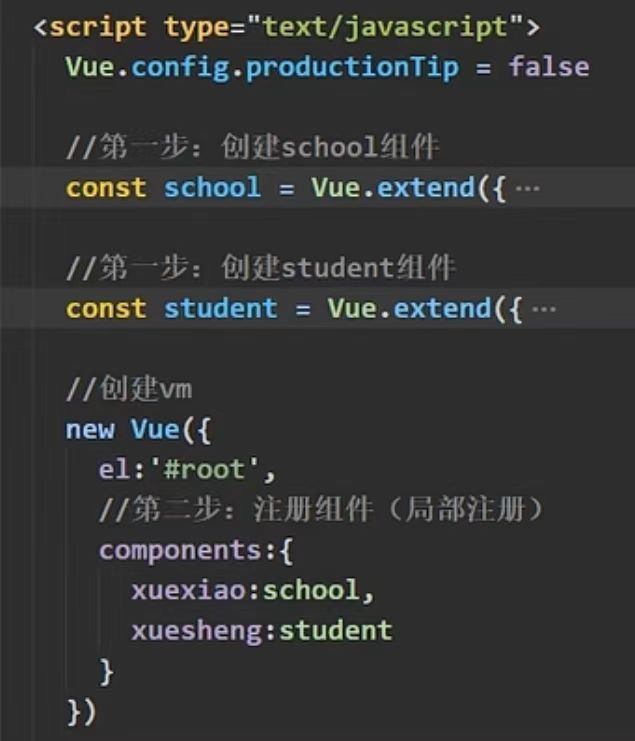 <script type="text/javascript">
Vue.config.productionTip = false
//第一步：创建school组件
const school = Vue.extend({ ···
//第一步：创建student组件
const student = Vue.extend({ ···
//创建vm
new Vue({
el:'#root',
//第二步：注册组件（局部注册）
components:{
xuexiao:school,
xuesheng:student
}
})